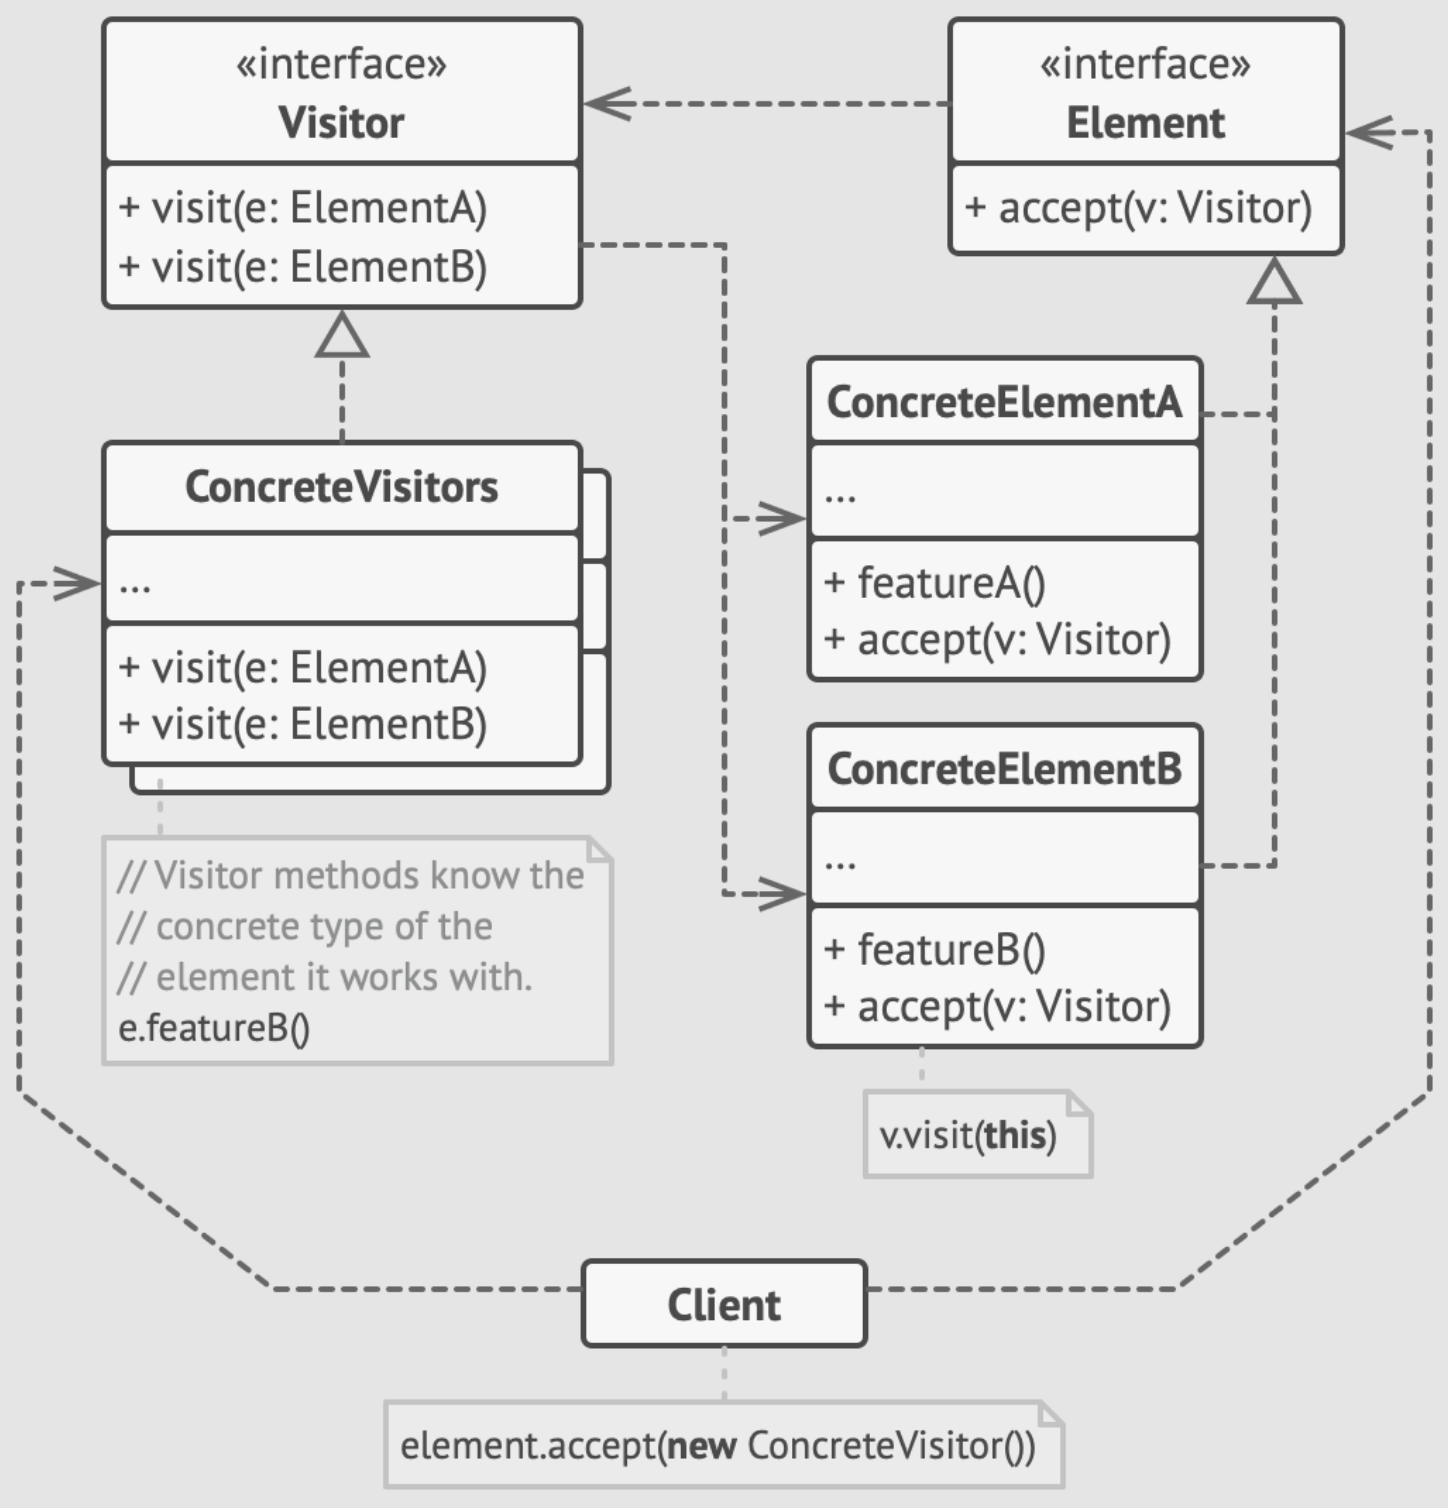 «interface»
Visitor
+ visit(e: ElementA)
+ visit(e: ElementB)
«interface»
Element
+ accept(v: Visitor)
ConcreteVisitors
...
+ visit(e: ElementA)
+ visit(e: ElementB)
// Visitor methods know the
// concrete type of the
// element it works with.
e.featureB()
ConcreteElementA
...
+ featureA()
+ accept(v: Visitor)
ConcreteElementB
...
+ featureB()
+ accept(v: Visitor)
v.visit(this)
Client
element.accept(new ConcreteVisitor())